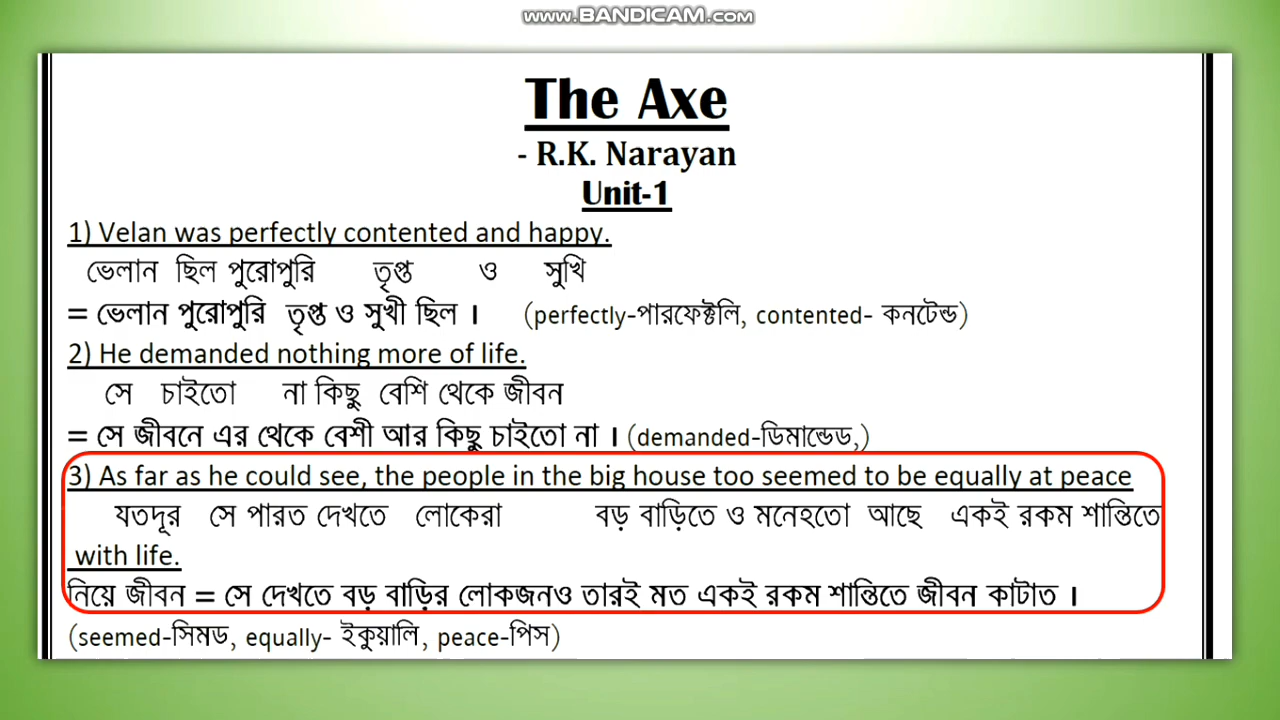 www.BANDICAM.com
The Axe
- R.K. Narayan
Unit-1
1) Velan was perfectly contented and happy.
ভেলান ছিল পুরোপুরি তৃপ্ত ও সুখি
= ভেলান পুরোপুরি তৃপ্ত ও সুখী ছিল । (perfectly-পারফেক্টলি, contented- কনটেন্ড)
2) He demanded nothing more of life.
সে চাইতো না কিছু বেশি থেকে জীবন
= সে জীবনে এর থেকে বেশী আর কিছু চাইতো না । (demanded-ডিমান্ডেড,)
3) As far as he could see, the people in the big house too seemed to be equally at peace
যতদূর সে পারত দেখতে লোকেরা বড় বাড়িতে ও মনেহতো আছে একই রকম শান্তিতে
with life.
নিয়ে জীবন = সে দেখতে বড় বাড়ির লোকজনও তারই মত একই রকম শান্তিতে জীবন কাটাত ।
(seemed-সিমড, equally- ইকুয়ালি, peace-পিস)